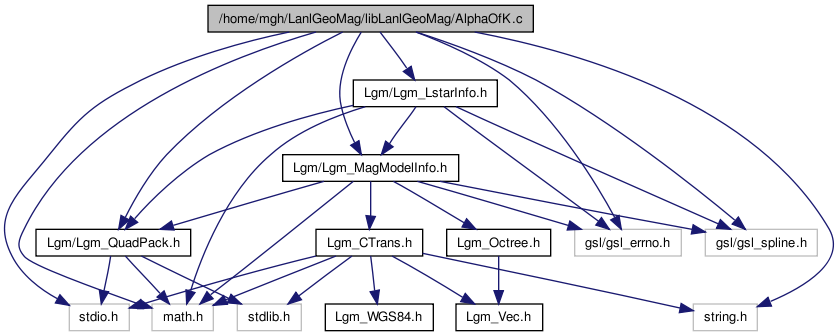 /home/mgh/LanlGeoMag/libLanlGeoMag/AlphaOfK.c
Lgm/Lgm_LstarInfo.h
Lgm/Lgm_MagModelInfo.h
Lgm/Lgm_QuadPack.h
Lgm_CTrans.h
Lgm_Octree.h
gsl/gsl_errno.h
gsl/gsl_spline.h
stdio.h
math.h
stdlib.h
Lgm_WGS84.h
Lgm_Vec.h
string.h